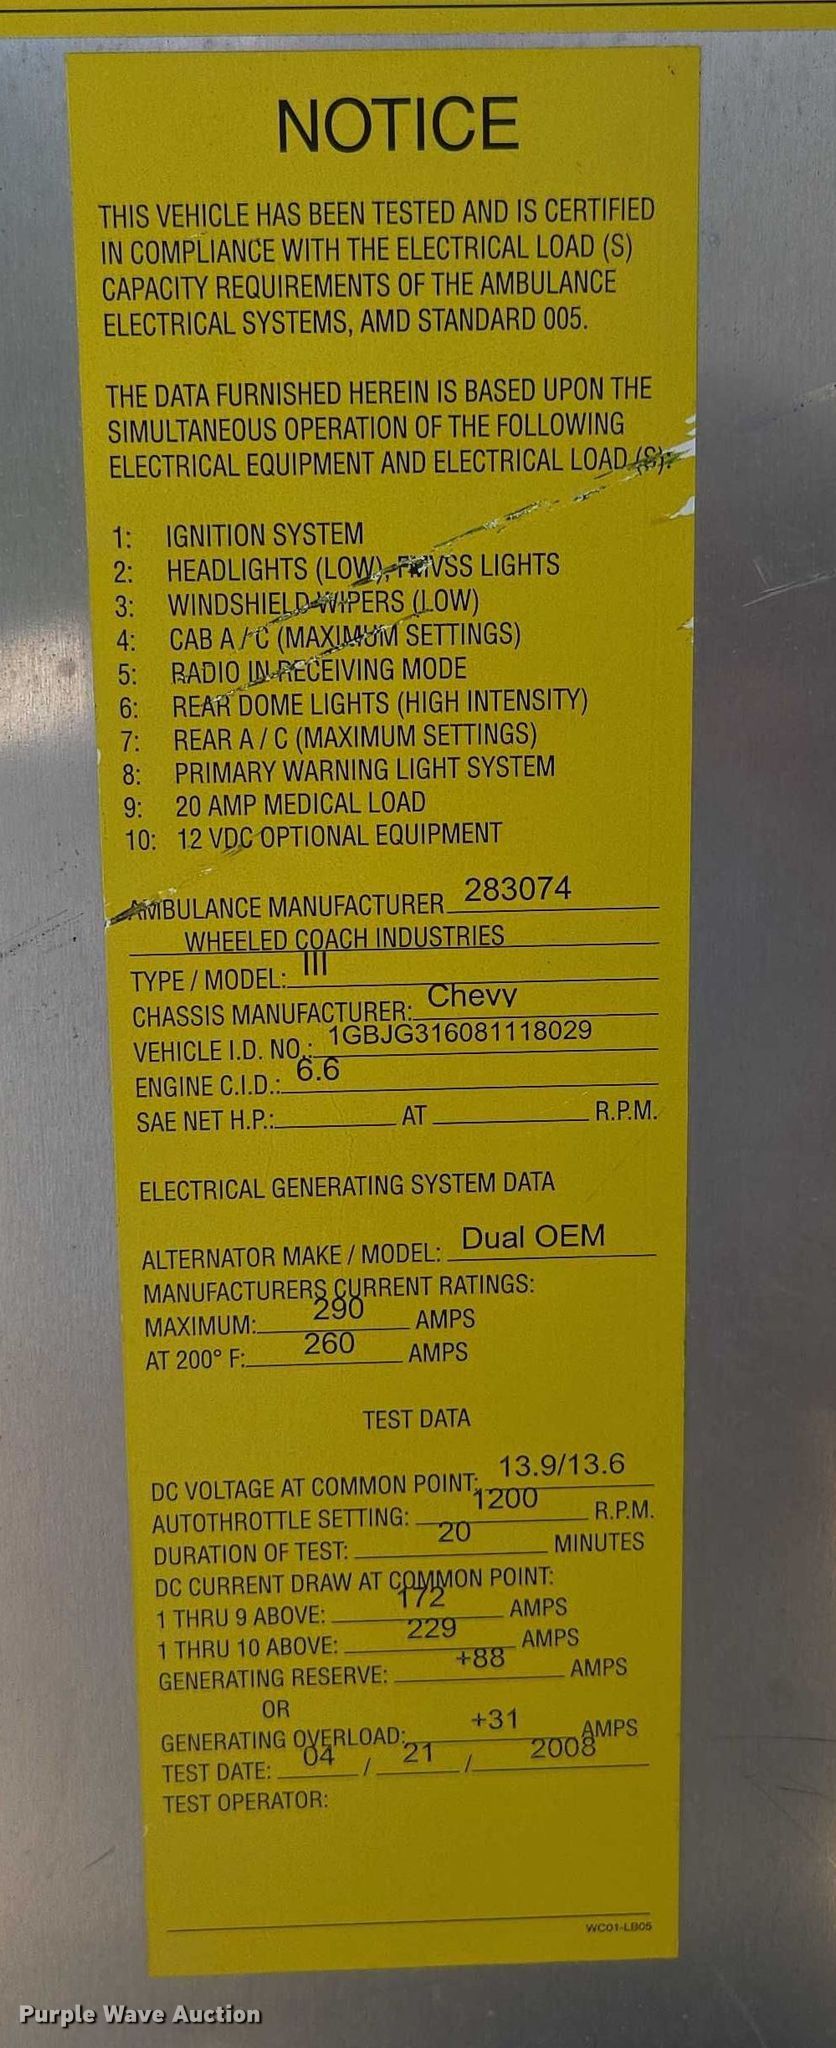 NOTICE
THIS VEHICLE HAS BEEN TESTED AND IS CERTIFIED
IN COMPLIANCE WITH THE ELECTRICAL LOAD (S)
CAPACITY REQUIREMENTS OF THE AMBULANCE
ELECTRICAL SYSTEMS, AMD STANDARD 005.
THE DATA FURNISHED HEREIN IS BASED UPON THE
SIMULTANEOUS OPERATION OF THE FOLLOWING
ELECTRICAL EQUIPMENT AND ELECTRICAL LOAD (S):
1: IGNITION SYSTEM
2: HEADLIGHTS (LOW), FMVSS LIGHTS
3: WINDSHIELD WIPERS (LOW)
4: CAB A / C (MAXIMUM SETTINGS)
5: RADIO IN RECEIVING MODE
6: REAR DOME LIGHTS (HIGH INTENSITY)
7: REAR A / C (MAXIMUM SETTINGS)
8: PRIMARY WARNING LIGHT SYSTEM
9: 20 AMP MEDICAL LOAD
10: 12 VDC OPTIONAL EQUIPMENT
AMBULANCE MANUFACTURER 283074
WHEELED COACH INDUSTRIES
TYPE / MODEL: III
CHASSIS MANUFACTURER: Chevy
VEHICLE I.D. NO.: 1GBJG316081118029
ENGINE C.I.D.: 6.6
SAE NET H.P.: AT R.P.M.
ELECTRICAL GENERATING SYSTEM DATA
ALTERNATOR MAKE / MODEL: Dual OEM
MANUFACTURERS CURRENT RATINGS:
MAXIMUM: 290 AMPS
AT 200° F: 260 AMPS
TEST DATA
DC VOLTAGE AT COMMON POINT: 13.9/13.6
AUTOTHROTTLE SETTING: 1200 R.P.M.
DURATION OF TEST: 20 MINUTES
DC CURRENT DRAW AT COMMON POINT:
1 THRU 9 ABOVE: 172 AMPS
1 THRU 10 ABOVE: 229 AMPS
GENERATING RESERVE: +88 AMPS
OR
GENERATING OVERLOAD: +31 AMPS
TEST DATE: 04 / 21 / 2008
TEST OPERATOR:
WC01-LB05
Purple Wave Auction